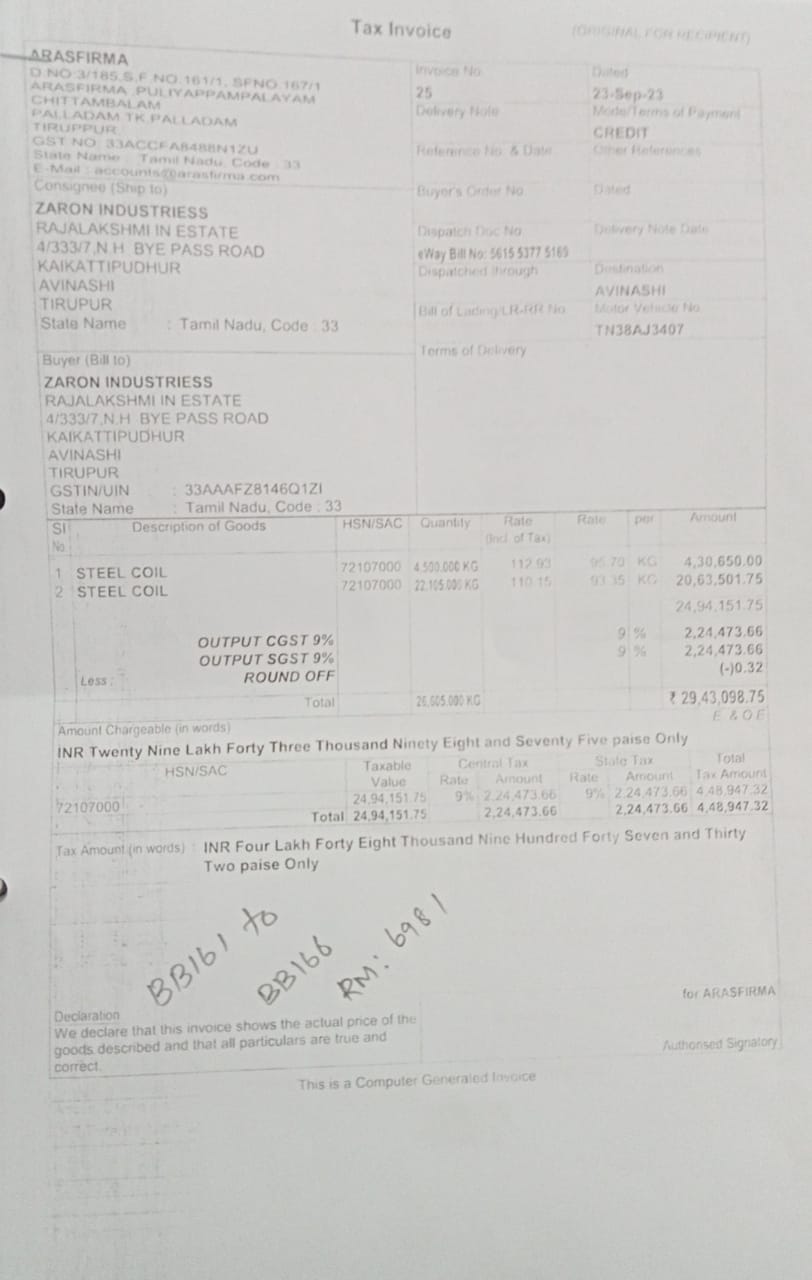 Tax Invoice
(ORIGINAL FOR RECIPIENT)
ARASFIRMA
D.NO:3/185,S.F.NO.161/1, SFNO.167/1
ARASFIRMA ,PULIYAPPAMPALAYAM
CHITTAMBALAM
PALLADAM TK,PALLADAM
TIRUPPUR
GST NO: 33ACCFA8488N1ZU
State Name : Tamil Nadu, Code : 33
E-Mail : accounts@arasfirma.com
Invoice No.
25
Dated
23-Sep-23
Delivery Note
Mode/Terms of Payment
CREDIT
Reference No. & Date.
Other References
Buyer's Order No.
Dated
Dispatch Doc No.
Delivery Note Date
eWay Bill No: 5615 5377 5169
Dispatched through
Destination
AVINASHI
Bill of Lading/LR-RR No.
Motor Vehicle No.
TN38AJ3407
Terms of Delivery
Consignee (Ship to)
ZARON INDUSTRIESS
RAJALAKSHMI IN ESTATE
4/333/7,N.H BYE PASS ROAD
KAIKATTIPUDHUR
AVINASHI
TIRUPUR
State Name : Tamil Nadu, Code : 33
Buyer (Bill to)
ZARON INDUSTRIESS
RAJALAKSHMI IN ESTATE
4/333/7,N.H BYE PASS ROAD
KAIKATTIPUDHUR
AVINASHI
TIRUPUR
GSTIN/UIN : 33AAAFZ8146Q1ZI
State Name : Tamil Nadu, Code : 33
Sl No. Description of Goods HSN/SAC Quantity Rate (Incl. of Tax) Rate per Amount
1 STEEL COIL 72107000 4,500.000 KG 112.93 95.70 KG 4,30,650.00
2 STEEL COIL 72107000 22,105.000 KG 110.15 93.35 KG 20,63,501.75
24,94,151.75
OUTPUT CGST 9% 9 % 2,24,473.66
OUTPUT SGST 9% 9 % 2,24,473.66
Less : ROUND OFF (-)0.32
Total 26,605.000 KG ₹ 29,43,098.75
E & O E
Amount Chargeable (in words)
INR Twenty Nine Lakh Forty Three Thousand Ninety Eight and Seventy Five paise Only
HSN/SAC Taxable Value Central Tax State Tax Total Tax Amount
Rate Amount Rate Amount
72107000 24,94,151.75 9% 2,24,473.66 9% 2,24,473.66 4,48,947.32
Total 24,94,151.75 2,24,473.66 2,24,473.66 4,48,947.32
Tax Amount (in words) : INR Four Lakh Forty Eight Thousand Nine Hundred Forty Seven and Thirty
Two paise Only
BB161 to
BB166
RM: 6981
Declaration
We declare that this invoice shows the actual price of the
goods described and that all particulars are true and
correct.
for ARASFIRMA
Authorised Signatory
This is a Computer Generated Invoice